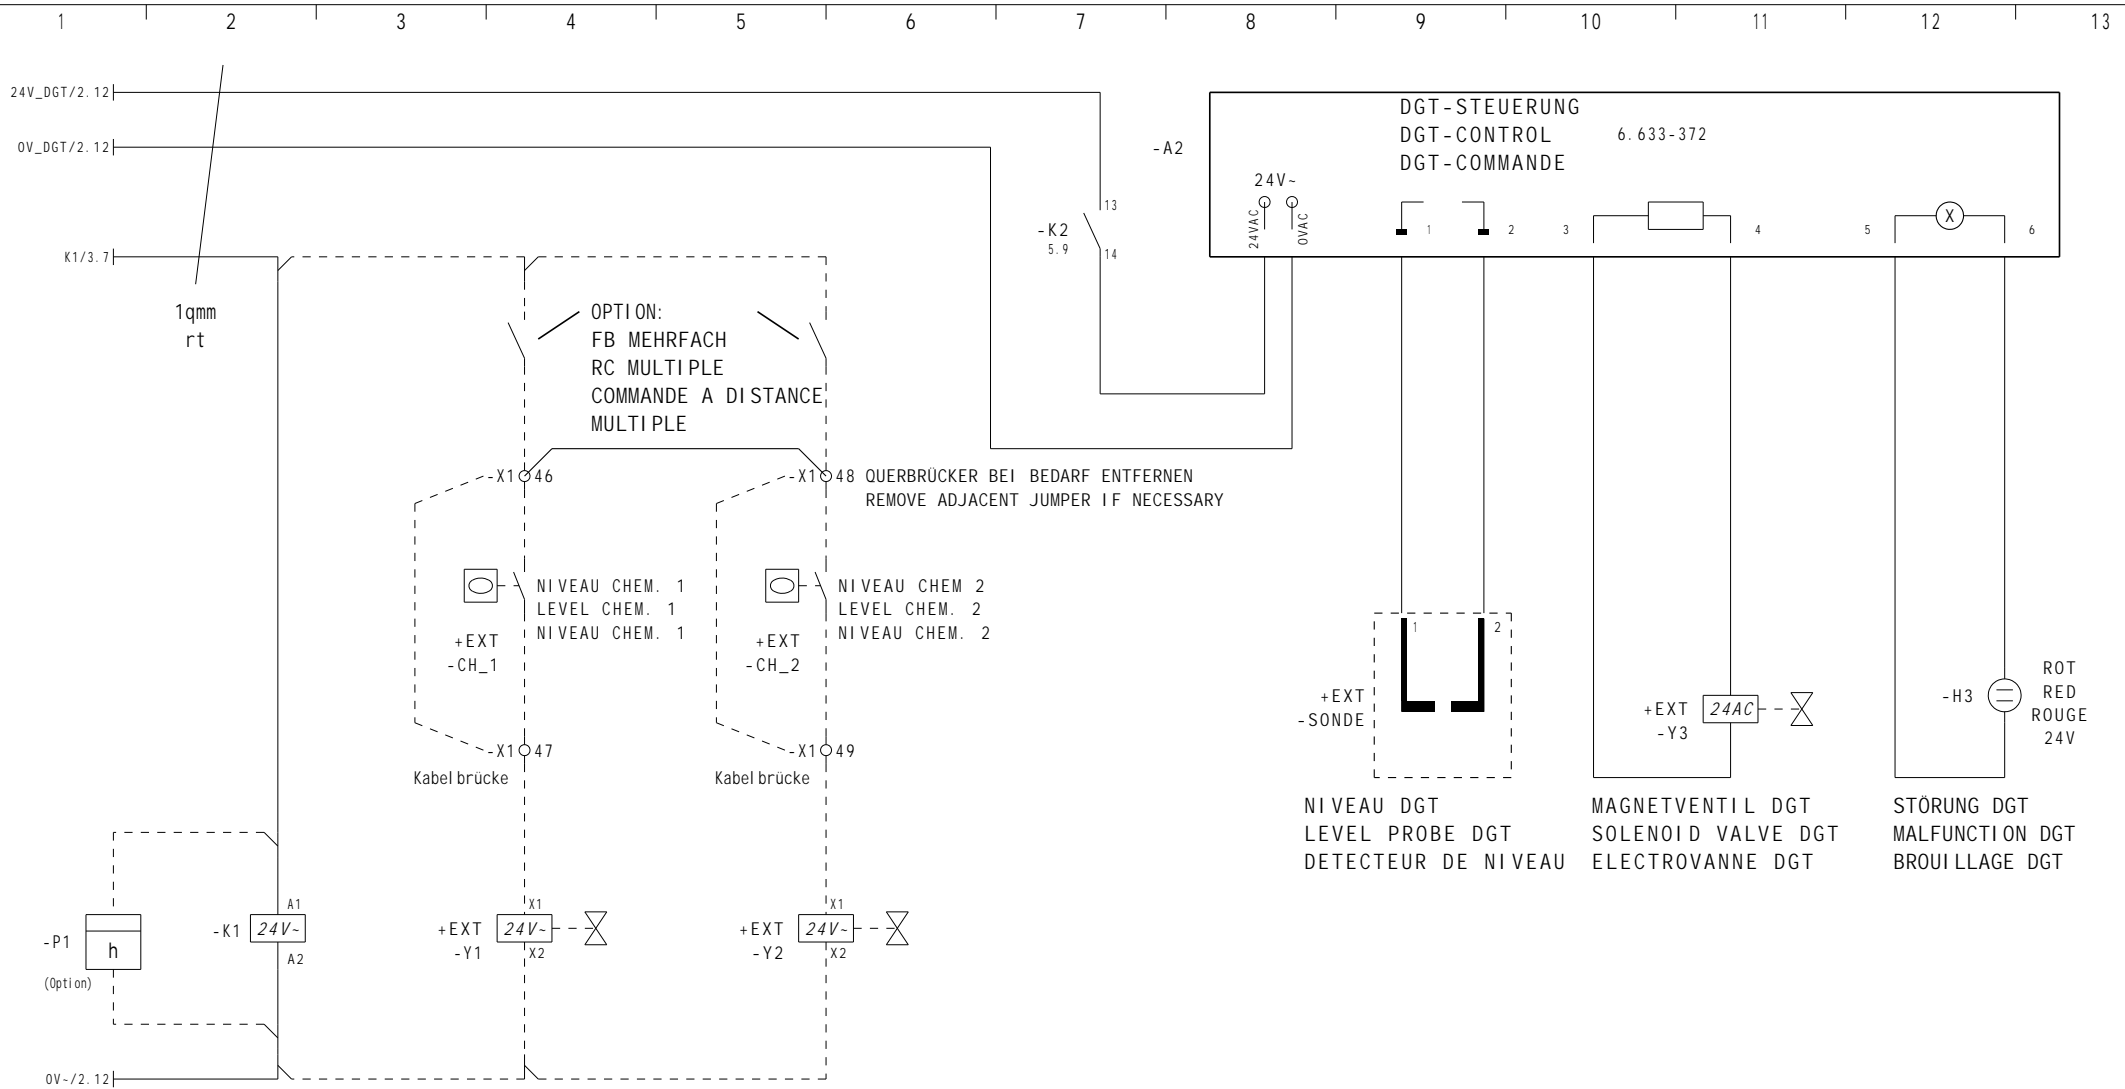 1 2 3 4 5 6 7 8 9 10 11 12 13
24V_DGT/2.12
0V_DGT/2.12
K1/3.7
1qmm
rt
OPTION:
FB MEHRFACH
RC MULTIPLE
COMMANDE A DISTANCE
MULTIPLE
-K2
5.9
13
14
-A2
DGT-STEUERUNG
DGT-CONTROL 6.633-372
DGT-COMMANDE
24V~
24VAC
0VAC
1 2 3 4 5 X 6
-X1 46
-X1 48 QUERBRÜCKER BEI BEDARF ENTFERNEN
REMOVE ADJACENT JUMPER IF NECESSARY
NIVEAU CHEM. 1
LEVEL CHEM. 1
NIVEAU CHEM. 1
+EXT
-CH_1
NIVEAU CHEM 2
LEVEL CHEM. 2
NIVEAU CHEM. 2
+EXT
-CH_2
-X1 47
Kabelbrücke
-X1 49
Kabelbrücke
1 2
+EXT
-SONDE
NIVEAU DGT
LEVEL PROBE DGT
DETECTEUR DE NIVEAU
+EXT
-Y3
24AC
MAGNETVENTIL DGT
SOLENOID VALVE DGT
ELECTROVANNE DGT
-H3
ROT
RED
ROUGE
24V
STÖRUNG DGT
MALFUNCTION DGT
BROUILLAGE DGT
-P1
h
(Option)
-K1
A1
24V~
A2
+EXT
-Y1
X1
24V~
X2
+EXT
-Y2
X1
24V~
X2
0V~/2.12